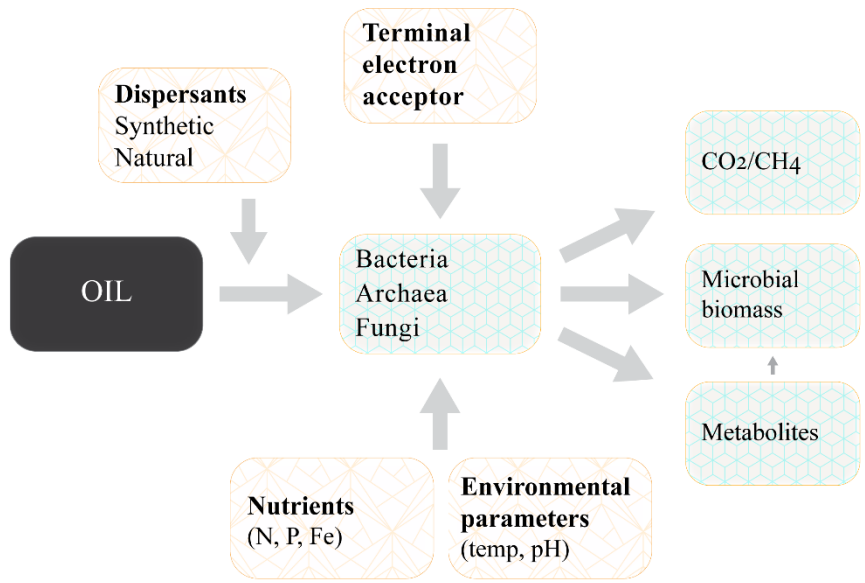 Terminal
electron
acceptor
Dispersants
Synthetic
Natural
CO2/CH4
OIL
Bacteria
Archaea
Fungi
Microbial
biomass
Metabolites
Nutrients
(N, P, Fe)
Environmental
parameters
(temp, pH)